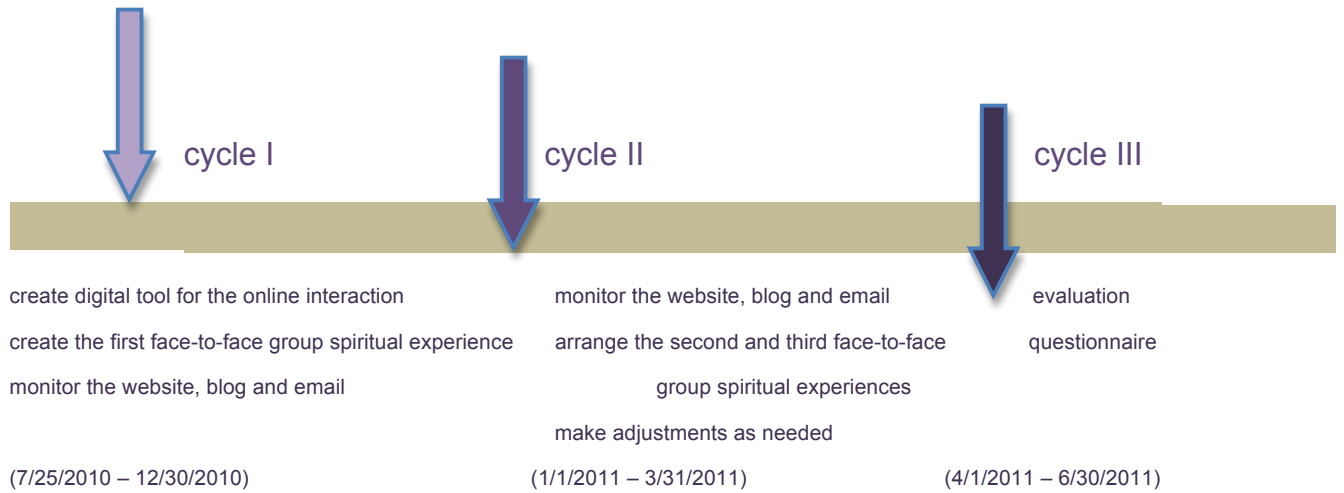 cycle I
cycle II
cycle III
create digital tool for the online interaction
create the first face-to-face group spiritual experience
monitor the website, blog and email
(7/25/2010 – 12/30/2010)
monitor the website, blog and email
arrange the second and third face-to-face
group spiritual experiences
make adjustments as needed
(1/1/2011 – 3/31/2011)
evaluation
questionnaire
(4/1/2011 – 6/30/2011)